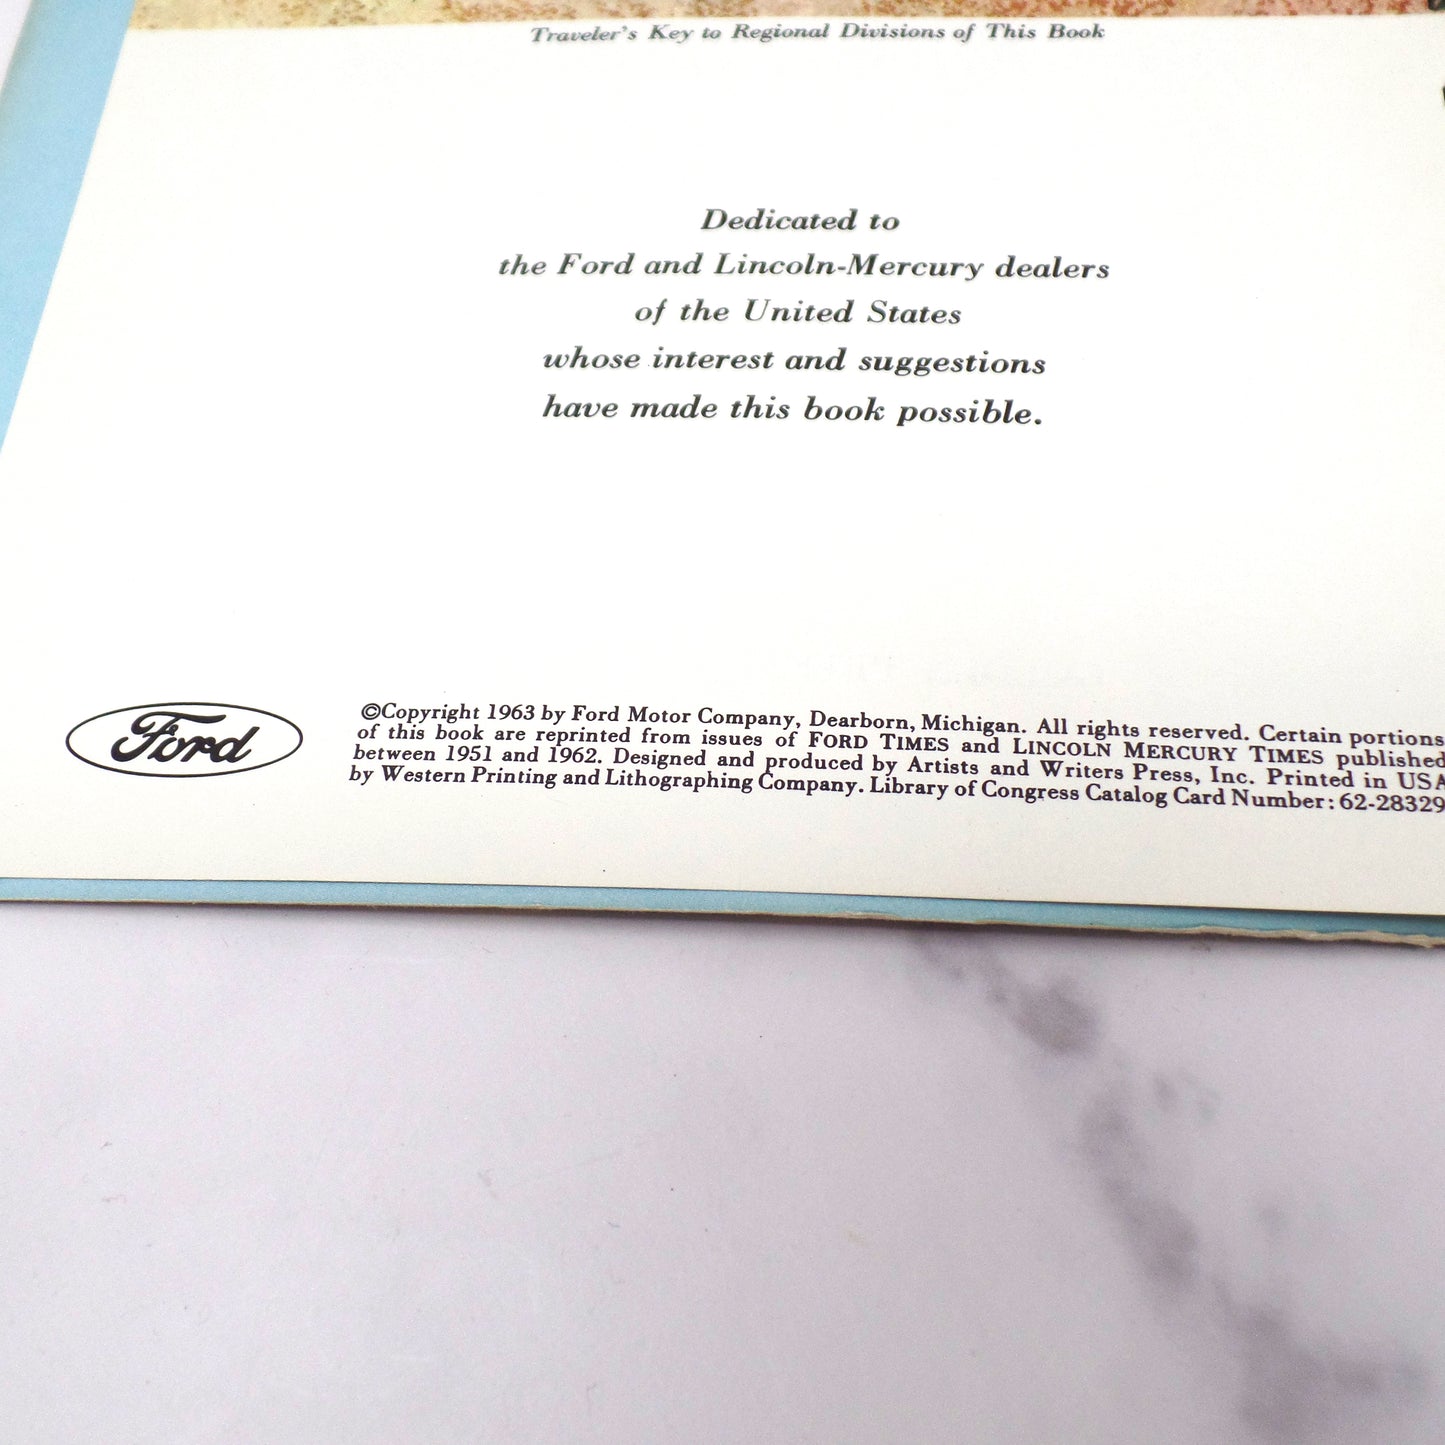 Traveler's Key to Regional Divisions of This Book
Dedicated to
the Ford and Lincoln-Mercury dealers
of the United States
whose interest and suggestions
have made this book possible.
Ford
©Copyright 1963 by Ford Motor Company, Dearborn, Michigan. All rights reserved. Certain portions
of this book are reprinted from issues of FORD TIMES and LINCOLN MERCURY TIMES published
between 1951 and 1962. Designed and produced by Artists and Writers Press, Inc. Printed in USA
by Western Printing and Lithographing Company. Library of Congress Catalog Card Number: 62-28329